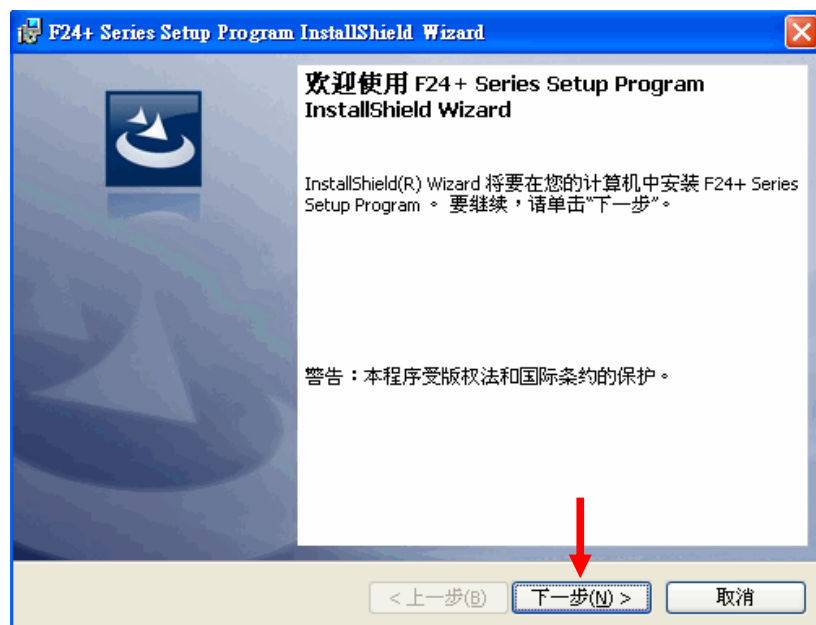 F24+ Series Setup Program InstallShield Wizard
欢迎使用 F24+ Series Setup Program
InstallShield Wizard
InstallShield(R) Wizard 将要在您的计算机中安装 F24+ Series
Setup Program 。 要继续，请单击"下一步"。
警告：本程序受版权法和国际条约的保护。
< 上一步(B)
下一步(N) >
取消